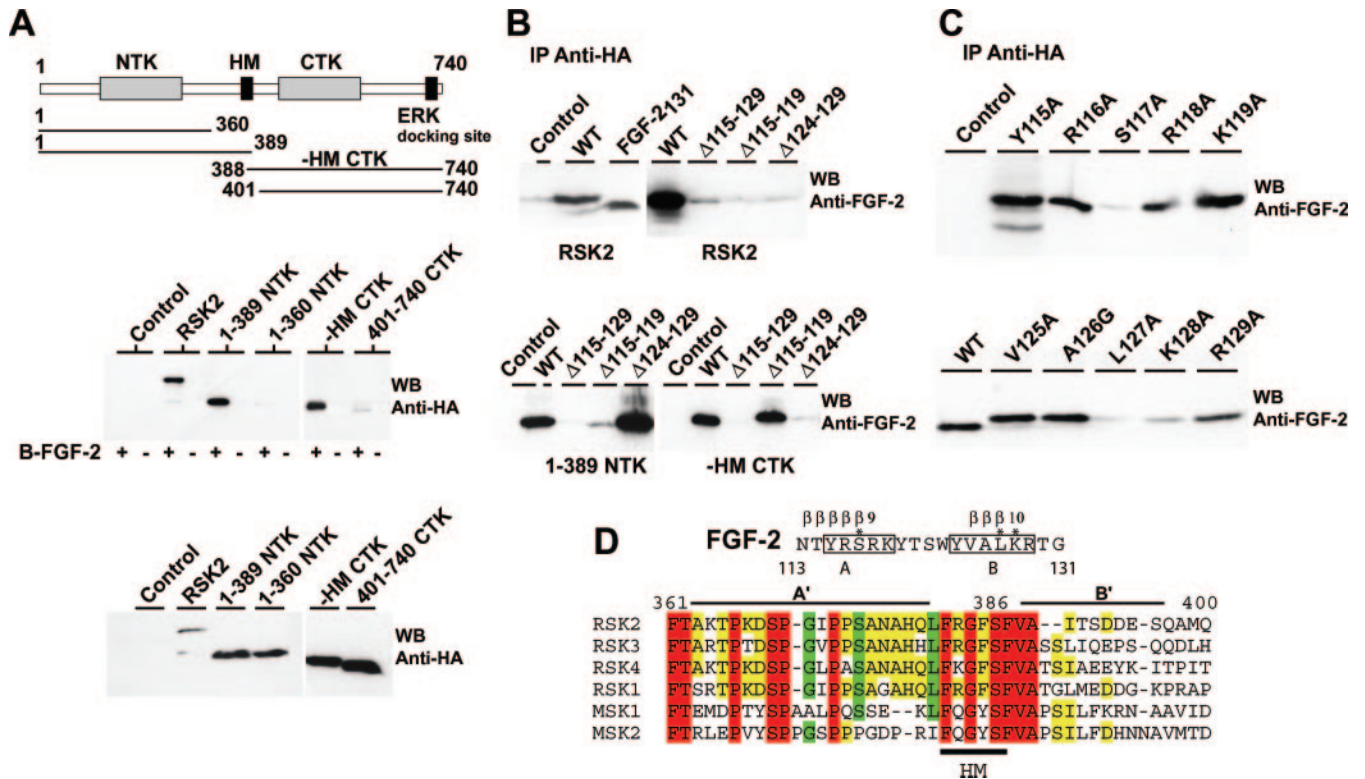 A
1
NTK
HM
CTK
740
1
360
ERK
docking site
1
389
-HM CTK
388
740
401
740
Control
RSK2
1-389 NTK
1-360 NTK
-HM CTK
401-740 CTK
WB
Anti-HA
B-FGF-2
+ - + - + - + - + - + -
Control
RSK2
1-389 NTK
1-360 NTK
-HM CTK
401-740 CTK
WB
Anti-HA
B
IP Anti-HA
Control
WT
FGF-2131
WT
Δ115-129
Δ115-119
Δ124-129
WB
Anti-FGF-2
RSK2
RSK2
Control
WT
Δ115-129
Δ115-119
Δ124-129
Control
WT
Δ115-129
Δ115-119
Δ124-129
WB
Anti-FGF-2
1-389 NTK
-HM CTK
C
IP Anti-HA
Control
Y115A
R116A
S117A
R118A
K119A
WB
Anti-FGF-2
WT
V125A
A126G
L127A
K128A
R129A
WB
Anti-FGF-2
D
βββββ9 βββ10
* * *
FGF-2 NTYRSRKYTSWYVALKRTG
113 A B 131
A' B'
361 386 400
RSK2 FTAKTPKDSP-GIPPSANAHQLFRGFSFVA--ITSDDES-QAMQ
RSK3 FTARTPTDSP-GVPPSANAHHLFRGFSFVASSLIQEPS-QQDLH
RSK4 FTAKTPKDSP-GLPASANAHQLFKGFSFVATSIAEEYK-ITPIT
RSK1 FTSRTPKDSP-GIPPSAGAHQLFRGFSFVATGLMEDDG-KPRAP
MSK1 FTEMDPTYSPAALPQSSE--KLFQGYSFVAPSILFKRN-AAVID
MSK2 FTRLEPVYSPPGSPPPGDP-RIFQGYSFVAPSILFDHNNAVMTD
HM